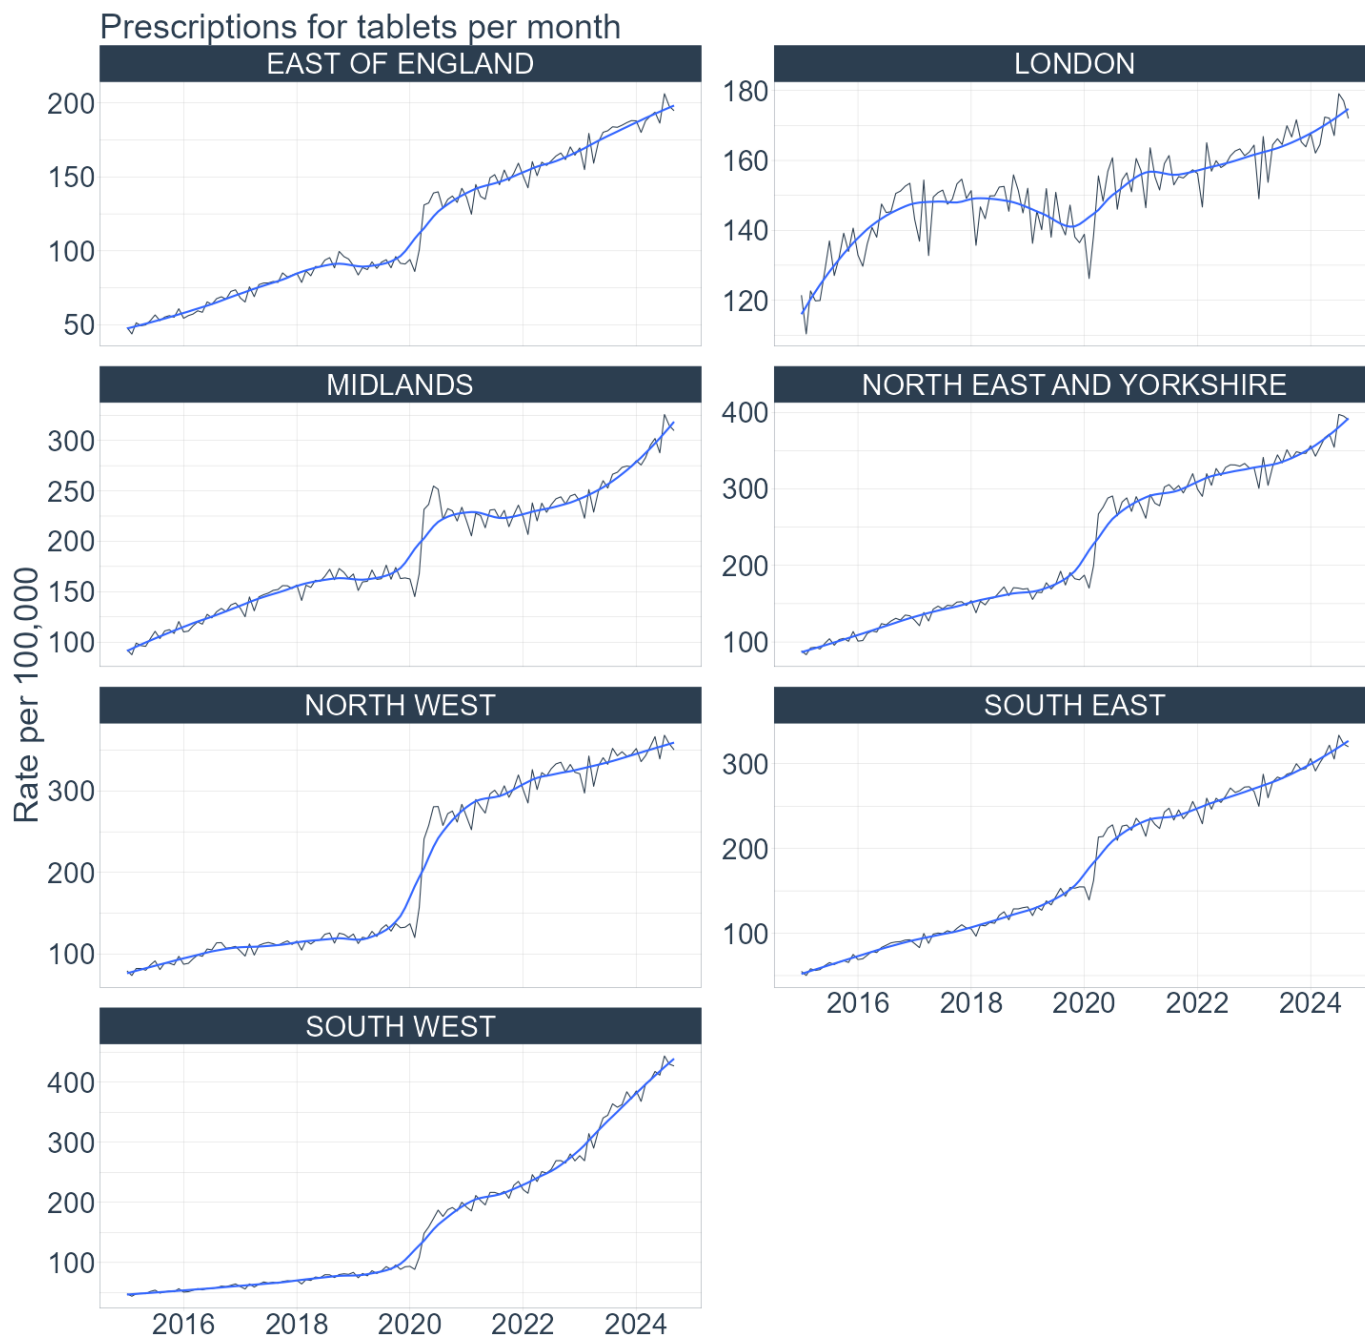 Prescriptions for tablets per month
EAST OF ENGLAND
200
150
100
50
LONDON
180
160
140
120
MIDLANDS
300
250
200
150
100
NORTH EAST AND YORKSHIRE
400
300
200
100
Rate per 100,000
NORTH WEST
300
200
100
SOUTH EAST
300
200
100
2016 2018 2020 2022 2024
SOUTH WEST
400
300
200
100
2016 2018 2020 2022 2024